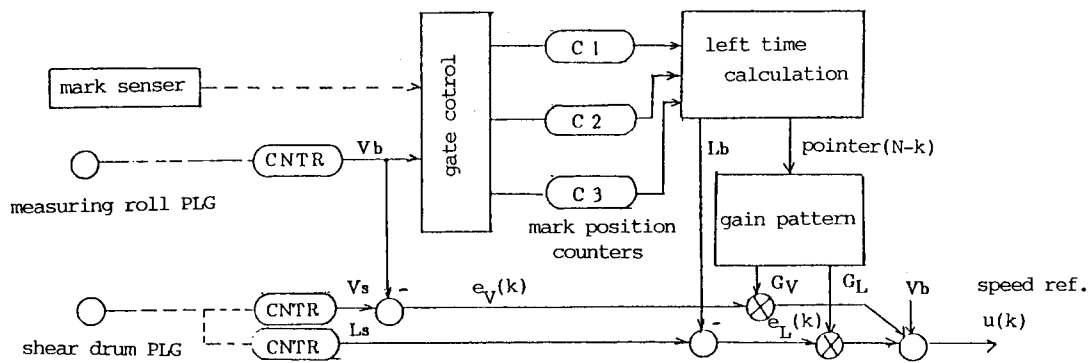 C 1
left time
calculation
mark senser
gate cotrol
C 2
CNTR
Vb
Lb
pointer(N-k)
measuring roll PLG
C 3
mark position
counters
gain pattern
CNTR
Vs
-
eV(k)
GV
GL
Vb
speed ref.
CNTR
Ls
-
eL(k)
u(k)
shear drum PLG